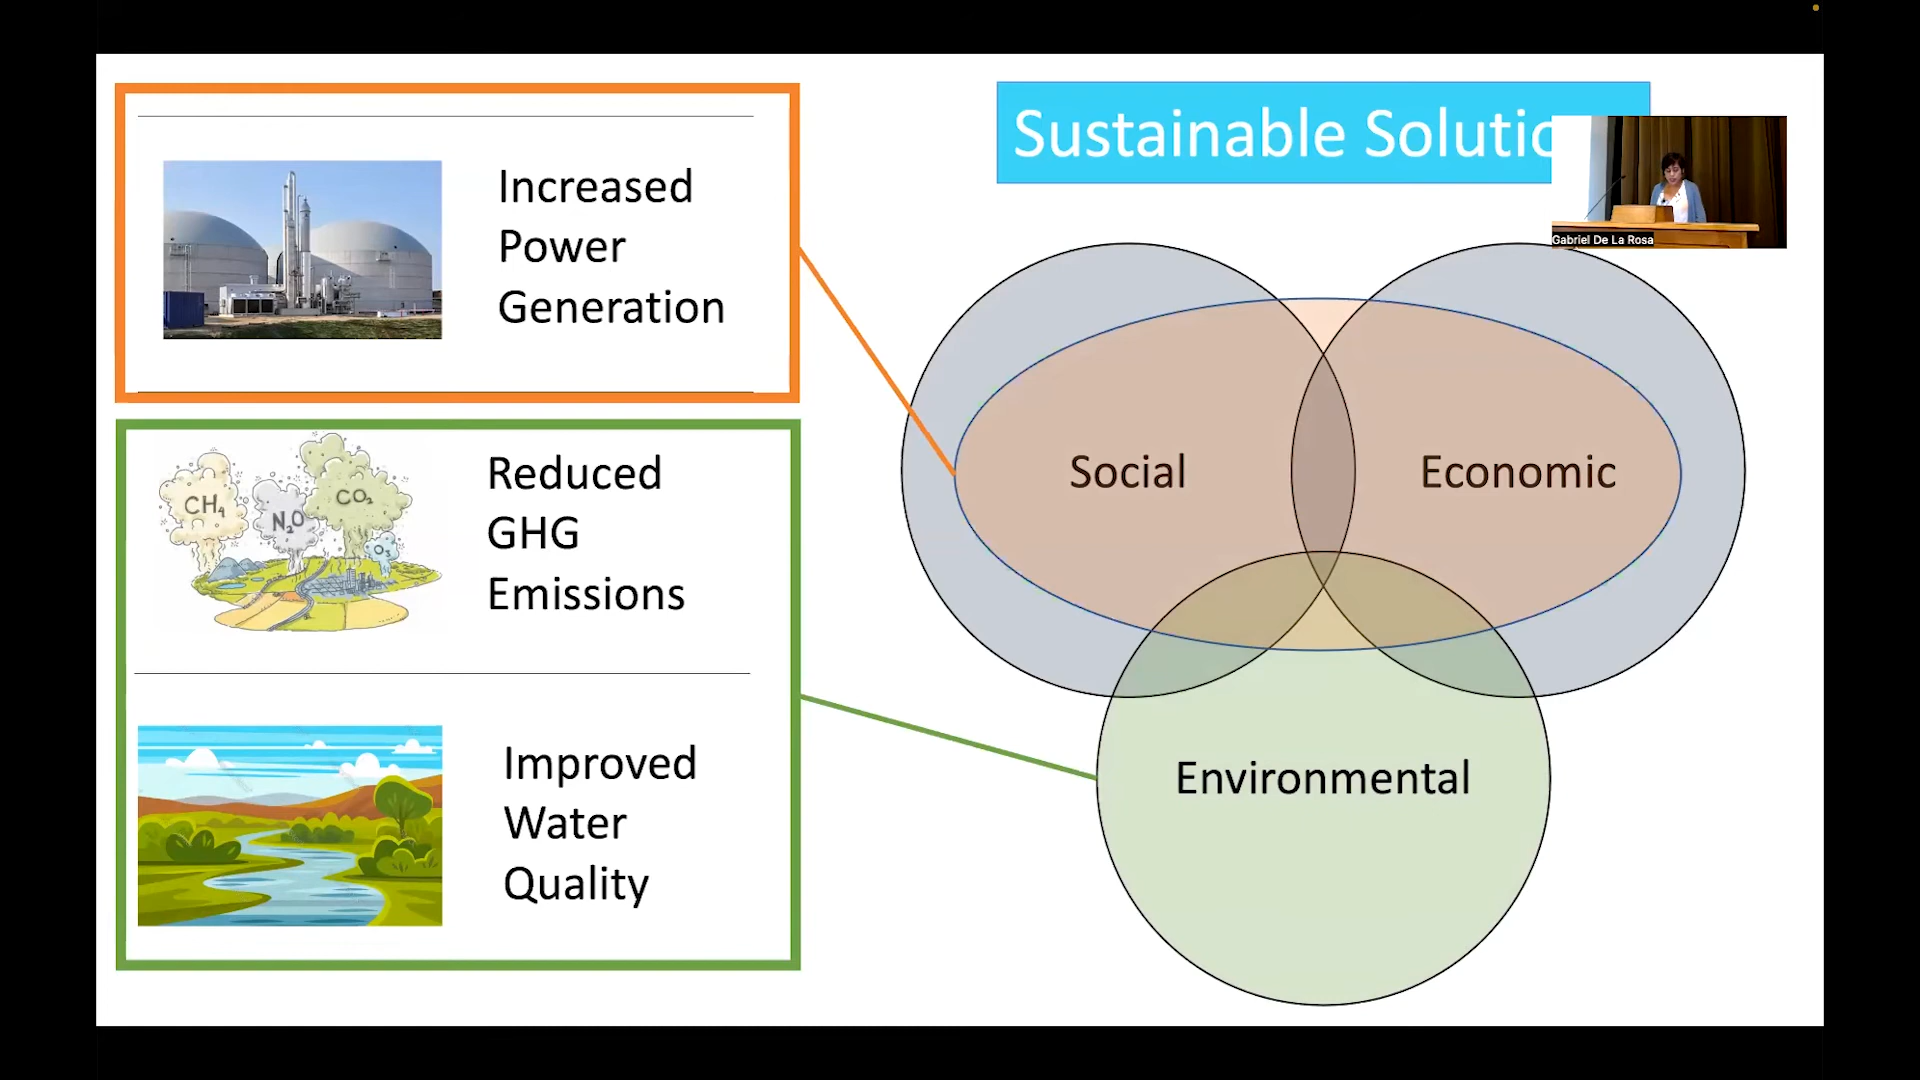 Sustainable Solutio
Gabriel De La Rosa
Increased
Power
Generation
CH4
N2O
CO2
O3
Reduced
GHG
Emissions
Improved
Water
Quality
Social
Economic
Environmental